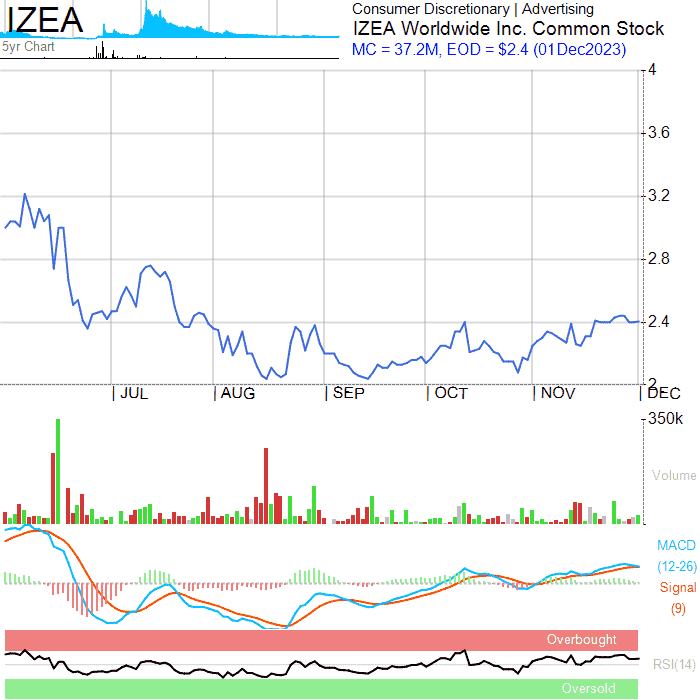 IZEA
Consumer Discretionary | Advertising
IZEA Worldwide Inc. Common Stock
5yr Chart
MC = 37.2M, EOD = $2.4 (01Dec2023)
4
3.6
3.2
2.8
2.4
2
JUL
AUG
SEP
OCT
NOV
DEC
350k
Volume
MACD
(12-26)
Signal
(9)
Overbought
RSI(14)
Oversold